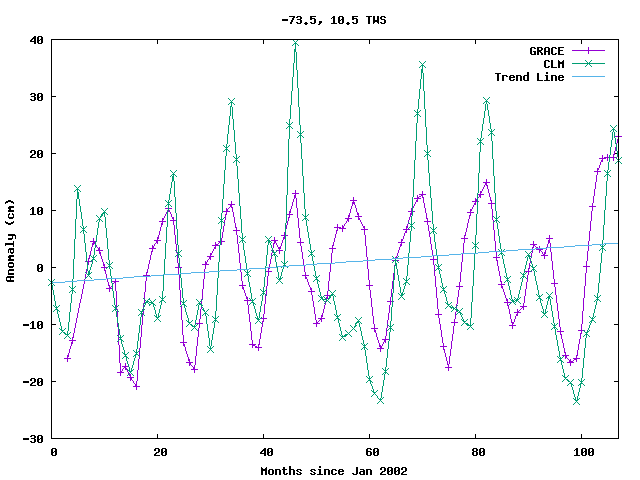 -73.5, 10.5 TWS
40
30
20
10
0
-10
-20
-30
Anomaly (cm)
GRACE
CLM
Trend Line
0 20 40 60 80 100
Months since Jan 2002